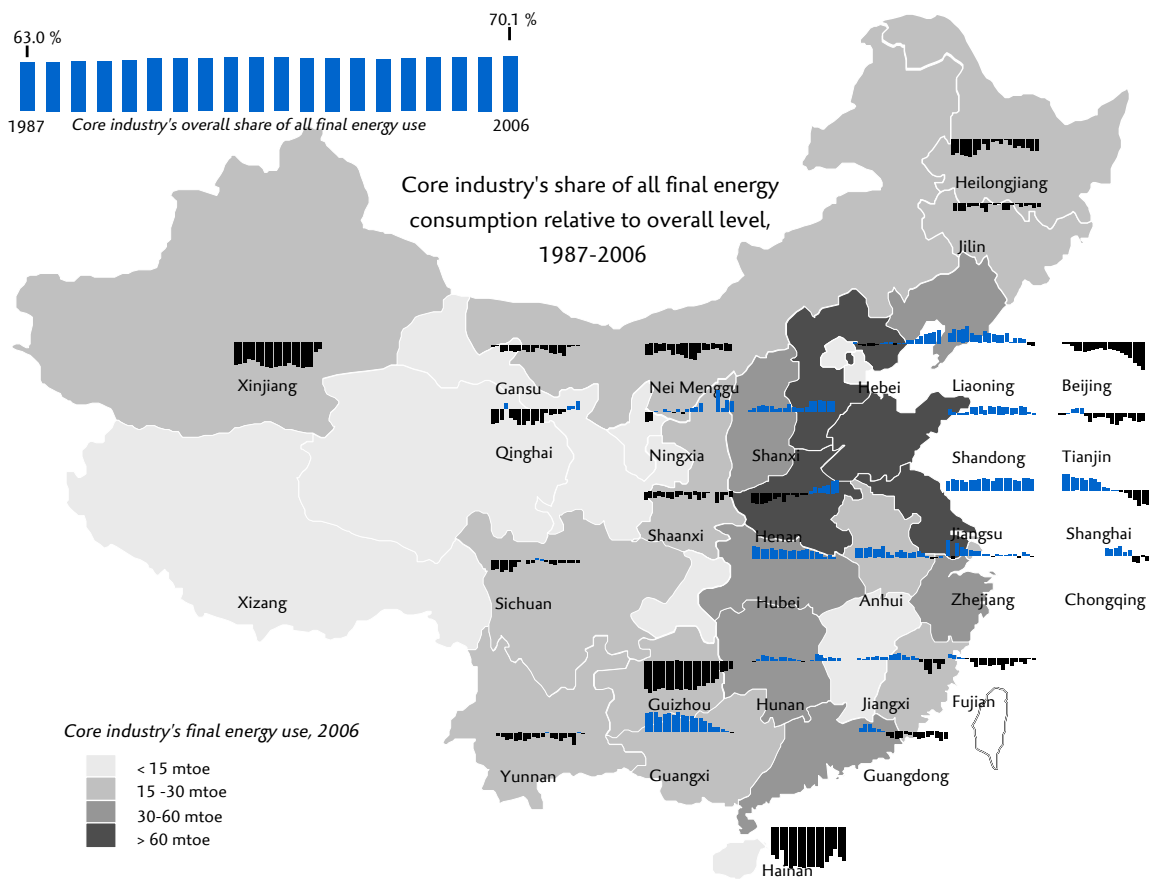 70.1 %
63.0 %
1987 Core industry's overall share of all final energy use 2006
Core industry's share of all final energy
consumption relative to overall level,
1987-2006
Heilongjiang
Jilin
Xinjiang
Gansu
Nei Menggu
Hebei
Liaoning
Beijing
Qinghai
Ningxia
Shanxi
Shandong
Tianjin
Shaanxi
Henan
Jiangsu
Shanghai
Xizang
Sichuan
Hubei
Anhui
Zhejiang
Chongqing
Guizhou
Hunan
Jiangxi
Fujian
Yunnan
Guangxi
Guangdong
Hainan
Core industry's final energy use, 2006
< 15 mtoe
15 -30 mtoe
30-60 mtoe
> 60 mtoe